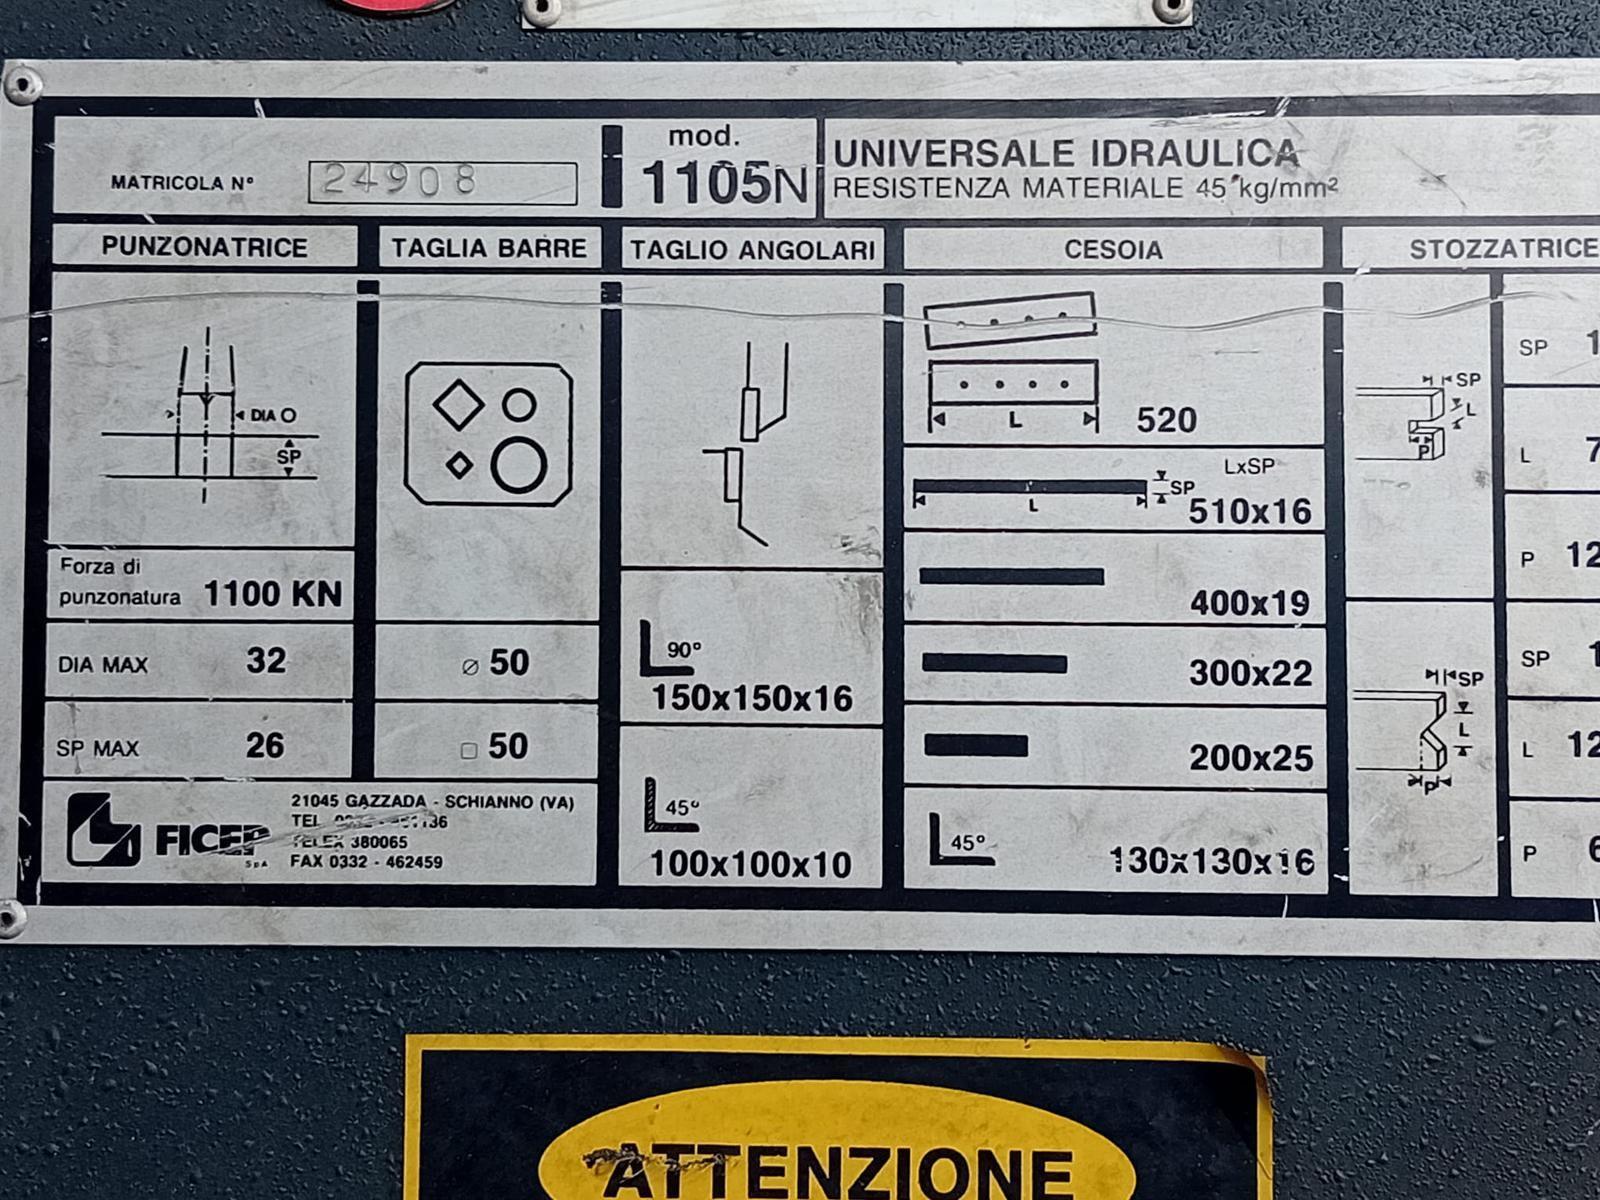 MATRICOLA N° 24908
mod.
1105N
UNIVERSALE IDRAULICA
RESISTENZA MATERIALE 45 kg/mm²
PUNZONATRICE
TAGLIA BARRE
TAGLIO ANGOLARI
CESOIA
STOZZATRICE
DIA O
SP
Forza di
punzonatura 1100 KN
DIA MAX 32
SP MAX 26
⌀ 50
□ 50
90°
150x150x16
45°
100x100x10
L 520
LxSP
SP
L
510x16
400x19
300x22
200x25
45°
130x130x16
SP
L
P
SP
L
P
SP
L
P
SP
L
P
FICEP
SpA
21045 GAZZADA - SCHIANNO (VA)
TEL
TELEX 380065
FAX 0332 - 462459
ATTENZIONE